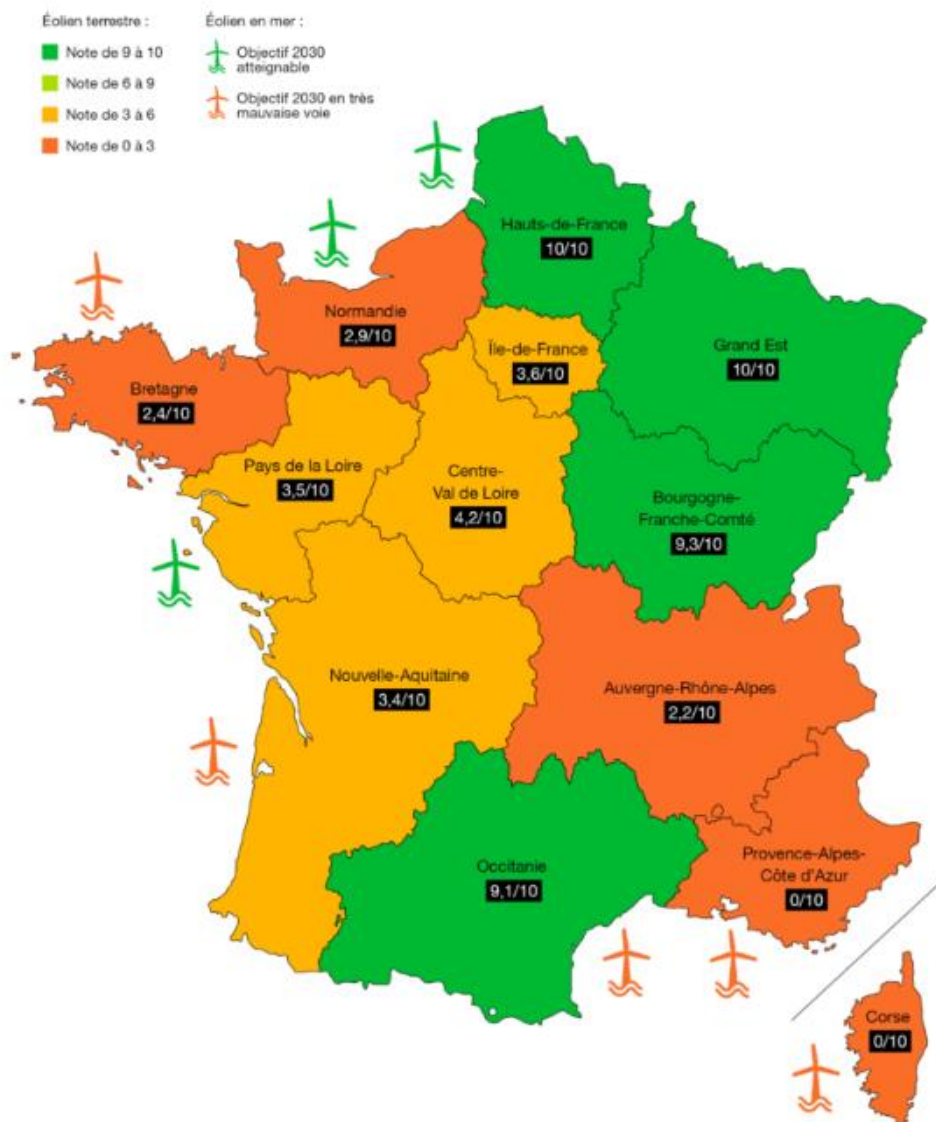 Éolien terrestre :
Note de 9 à 10
Note de 6 à 9
Note de 3 à 6
Note de 0 à 3
Éolien en mer :
Objectif 2030
atteignable
Objectif 2030 en très
mauvaise voie
Hauts-de-France
10/10
Normandie
2,9/10
Île-de-France
3,6/10
Grand Est
10/10
Bretagne
2,4/10
Pays de la Loire
3,5/10
Centre-
Val de Loire
4,2/10
Bourgogne-
Franche-Comté
9,3/10
Nouvelle-Aquitaine
3,4/10
Auvergne-Rhône-Alpes
2,2/10
Occitanie
9,1/10
Provence-Alpes-
Côte d'Azur
0/10
Corse
0/10